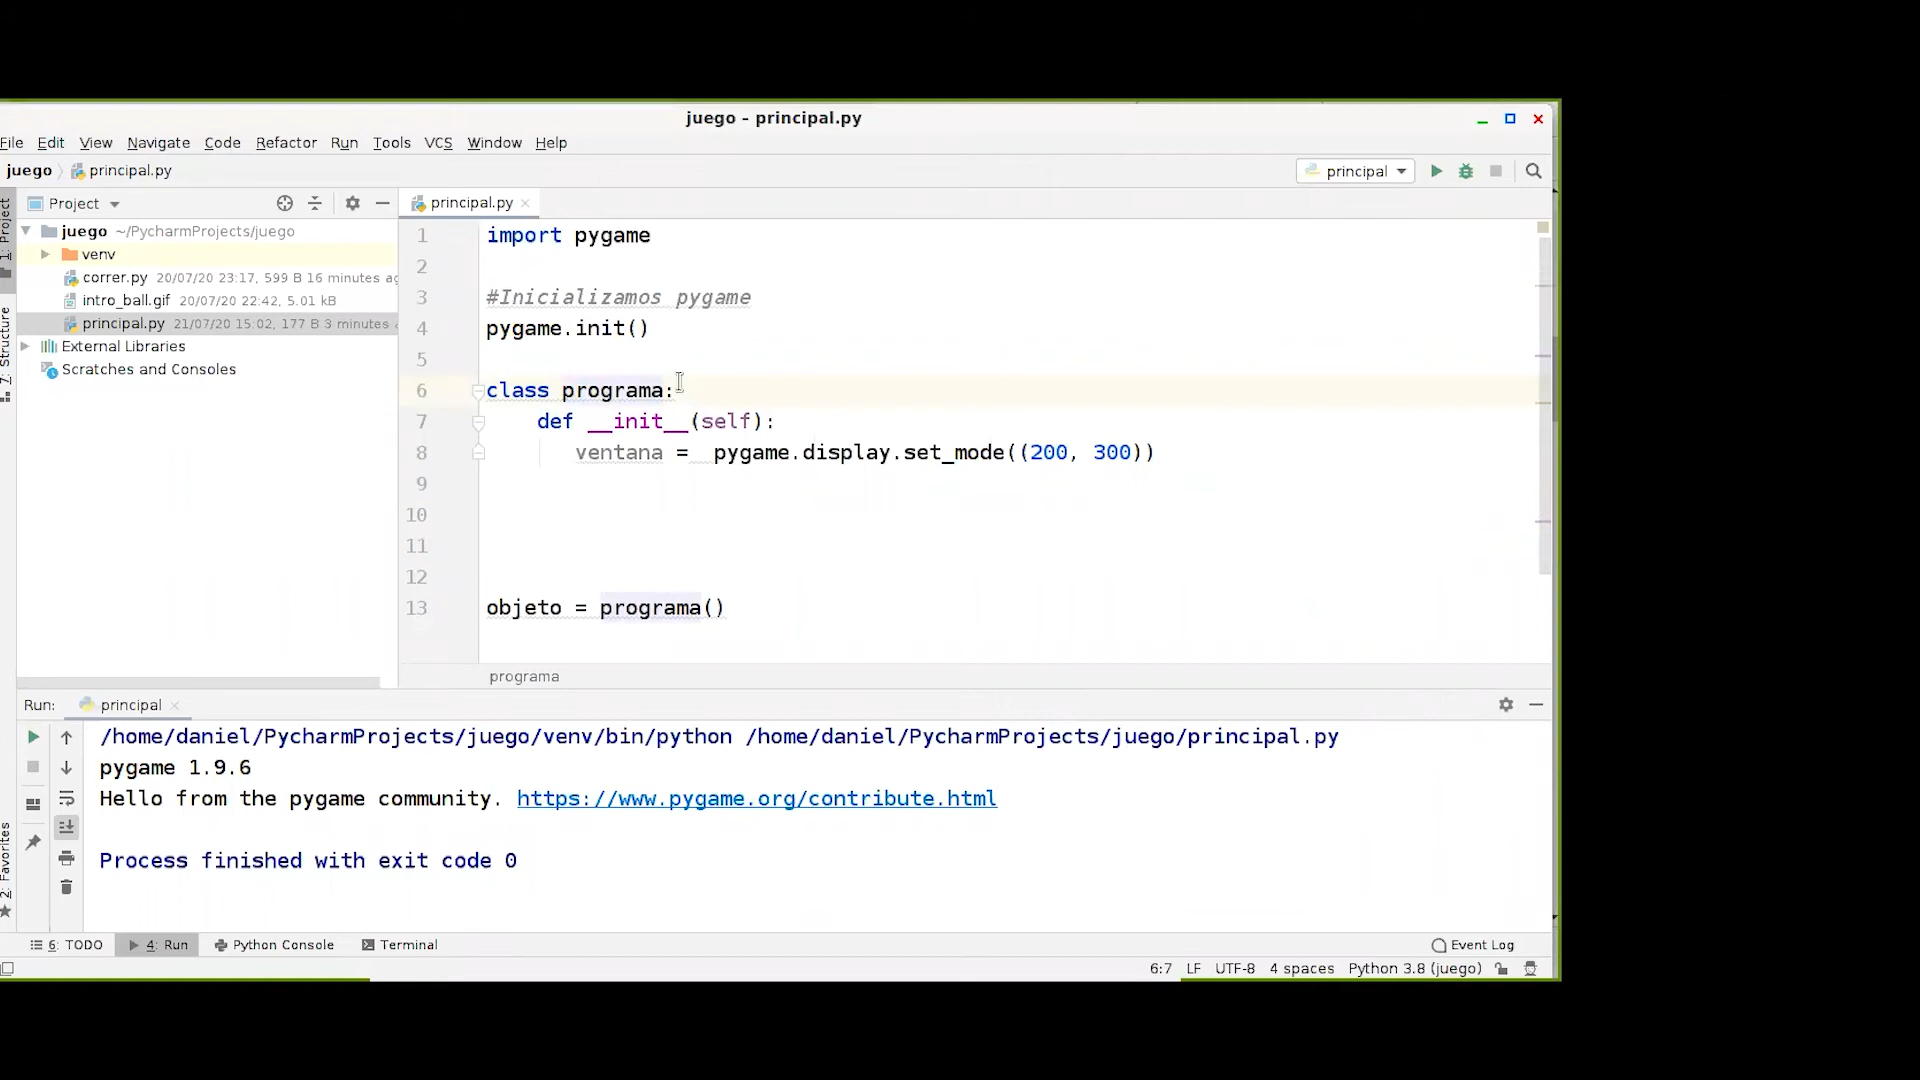 juego - principal.py
File Edit View Navigate Code Refactor Run Tools VCS Window Help
juego principal.py
principal
1: Project
7: Structure
2: Favorites
Project
principal.py
juego ~/PycharmProjects/juego
venv
correr.py 20/07/20 23:17, 599 B 16 minutes ag
intro_ball.gif 20/07/20 22:42, 5.01 kB
principal.py 21/07/20 15:02, 177 B 3 minutes a
External Libraries
Scratches and Consoles
1 import pygame
2
3 #Inicializamos pygame
4 pygame.init()
5
6 class programa:
7 def __init__(self):
8 ventana = pygame.display.set_mode((200, 300))
9
10
11
12
13 objeto = programa()
programa
Run: principal
/home/daniel/PycharmProjects/juego/venv/bin/python /home/daniel/PycharmProjects/juego/principal.py
pygame 1.9.6
Hello from the pygame community. https://www.pygame.org/contribute.html
Process finished with exit code 0
6: TODO 4: Run Python Console Terminal Event Log
6:7 LF UTF-8 4 spaces Python 3.8 (juego)